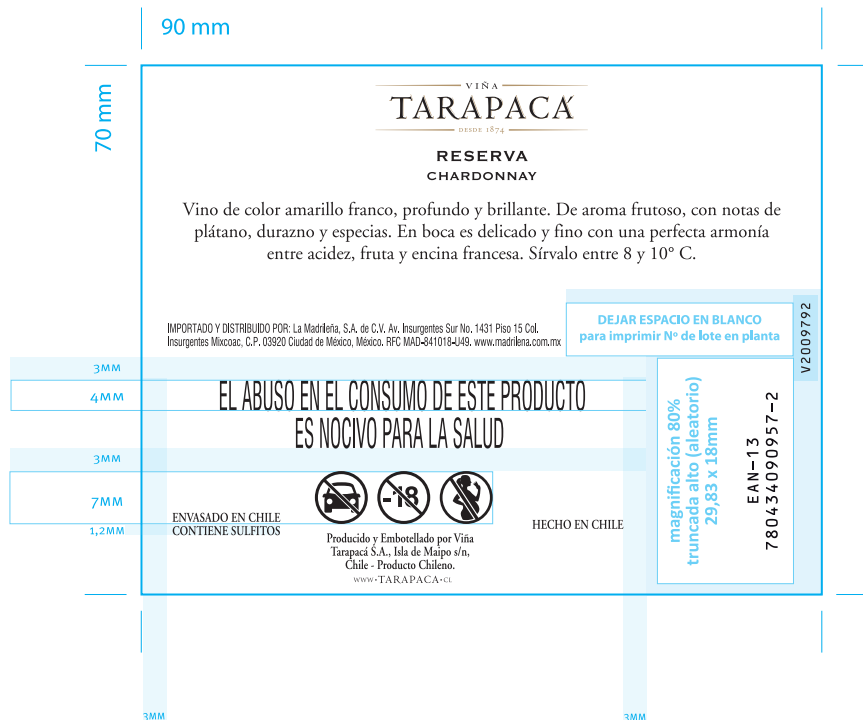 90 mm
70 mm
VIÑA
TARAPACÁ
DESDE 1874
RESERVA
CHARDONNAY
Vino de color amarillo franco, profundo y brillante. De aroma frutoso, con notas de
plátano, durazno y especias. En boca es delicado y fino con una perfecta armonía
entre acidez, fruta y encina francesa. Sírvalo entre 8 y 10° C.
IMPORTADO Y DISTRIBUIDO POR: La Madrileña, S.A. de C.V. Av. Insurgentes Sur No. 1431 Piso 15 Col.
Insurgentes Mixcoac, C.P. 03920 Ciudad de México, México. RFC MAD-841018-U49. www.madrilena.com.mx
DEJAR ESPACIO EN BLANCO
para imprimir Nº de lote en planta
V2009792
3MM
4MM
EL ABUSO EN EL CONSUMO DE ESTE PRODUCTO
ES NOCIVO PARA LA SALUD
3MM
7MM
1,2MM
-18
ENVASADO EN CHILE
CONTIENE SULFITOS
Producido y Embotellado por Viña
Tarapacá S.A., Isla de Maipo s/n,
Chile - Producto Chileno.
WWW•TARAPACA•CL
HECHO EN CHILE
magnificación 80%
truncada alto (aleatorio)
29,83 x 18mm
EAN-13
780434090957-2
3MM
3MM